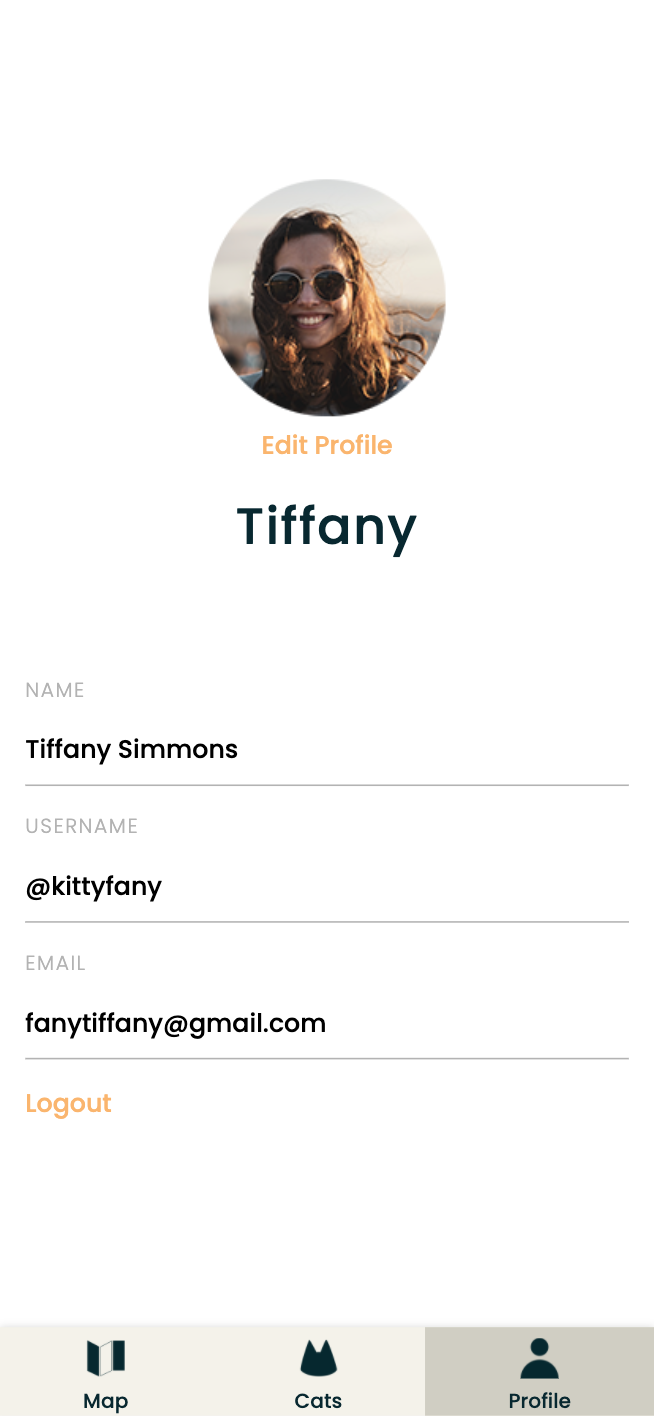 Edit Profile
Tiffany
NAME
Tiffany Simmons
USERNAME
@kittyfany
EMAIL
fanytiffany@gmail.com
Logout
Map
Cats
Profile